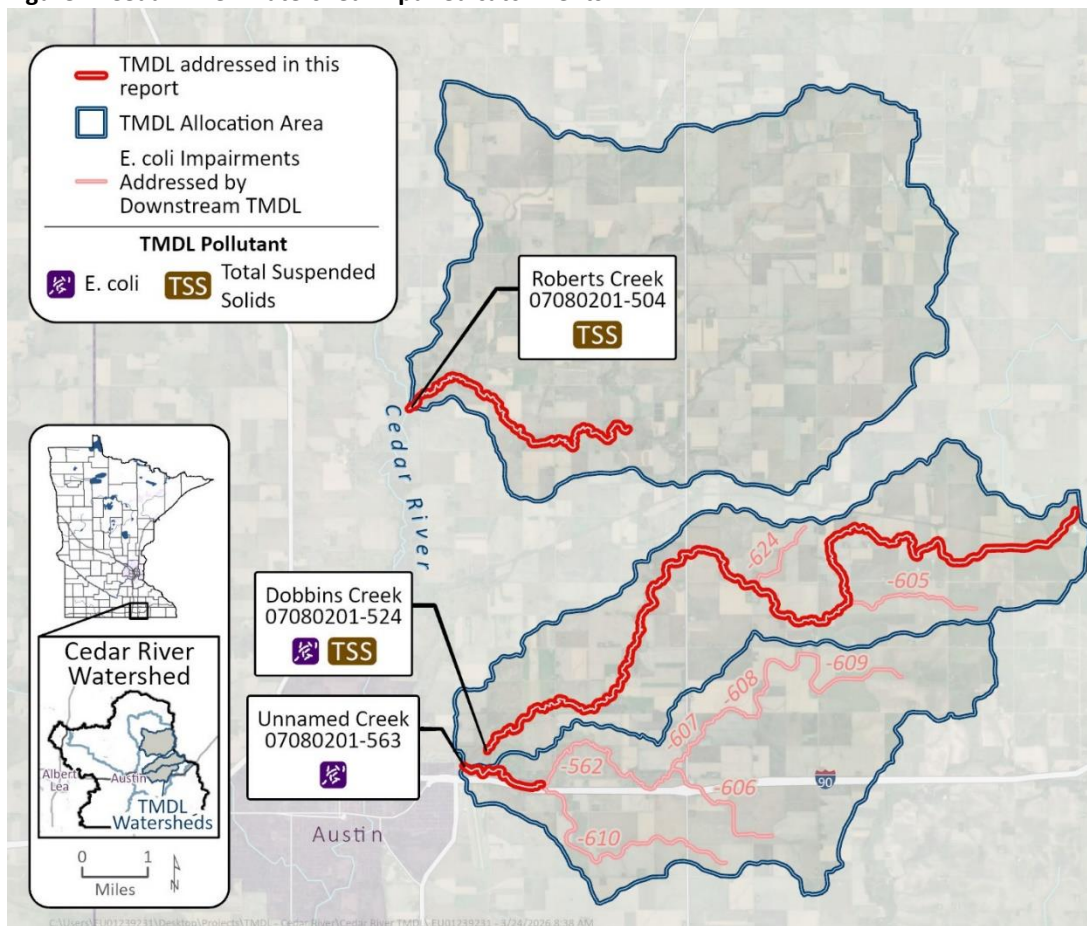 TMDL addressed in this
report
TMDL Allocation Area
E. coli Impairments
Addressed by
Downstream TMDL
TMDL Pollutant
E. coli
TSS
Total Suspended
Solids
Roberts Creek
07080201-504
TSS
Cedar River
-624
-605
Dobbins Creek
07080201-524
TSS
-609
-608
-607
Unnamed Creek
07080201-563
-562
-606
90
-610
Austin
Cedar River
Watershed
Albert
Lea
Austin
TMDL
Watersheds
0 1
Miles
N